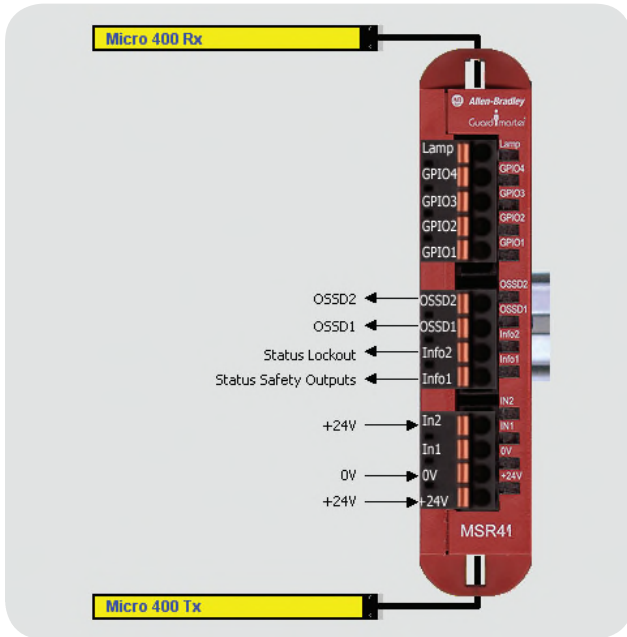 Micro 400 Rx
AB
Allen-Bradley
Guardmaster
Lamp
GPIO4
GPIO3
GPIO2
GPIO1
Lamp
GPIO4
GPIO3
GPIO2
GPIO1
OSSD2
OSSD1
Status Lockout
Status Safety Outputs
OSSD2
OSSD1
Info2
Info1
OSSD2
OSSD1
Info2
Info1
+24V
0V
+24V
In2
In1
0V
+24V
IN2
IN1
0V
+24V
MSR41
Micro 400 Tx